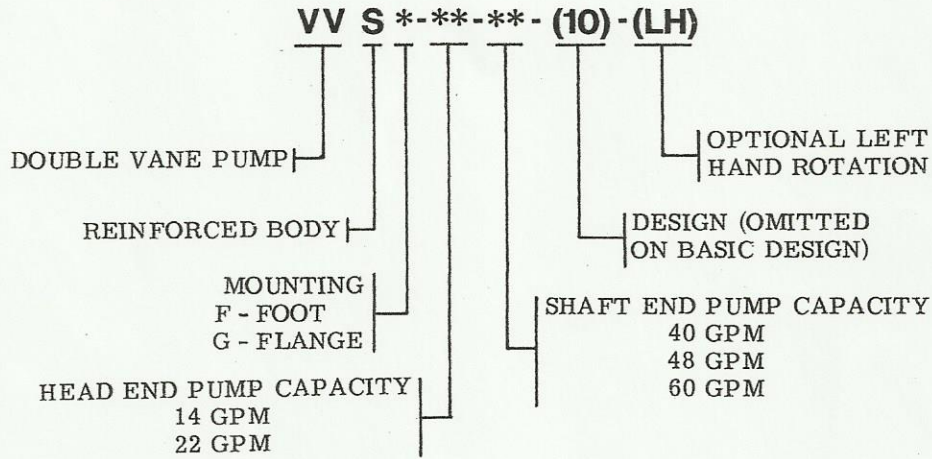 VV S *-**-**-(10)-(LH)
DOUBLE VANE PUMP
REINFORCED BODY
MOUNTING
F - FOOT
G - FLANGE
HEAD END PUMP CAPACITY
14 GPM
22 GPM
SHAFT END PUMP CAPACITY
40 GPM
48 GPM
60 GPM
DESIGN (OMITTED
ON BASIC DESIGN)
OPTIONAL LEFT
HAND ROTATION